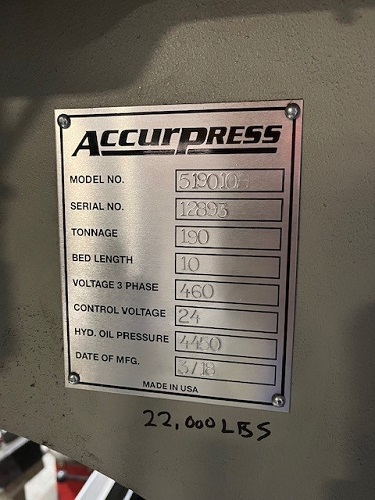 ACCURPRESS
MODEL NO. 519010
SERIAL NO. 12893
TONNAGE 190
BED LENGTH 10
VOLTAGE 3 PHASE 460
CONTROL VOLTAGE 24
HYD. OIL PRESSURE 4450
DATE OF MFG. 3/18
MADE IN USA
22,000 LBS